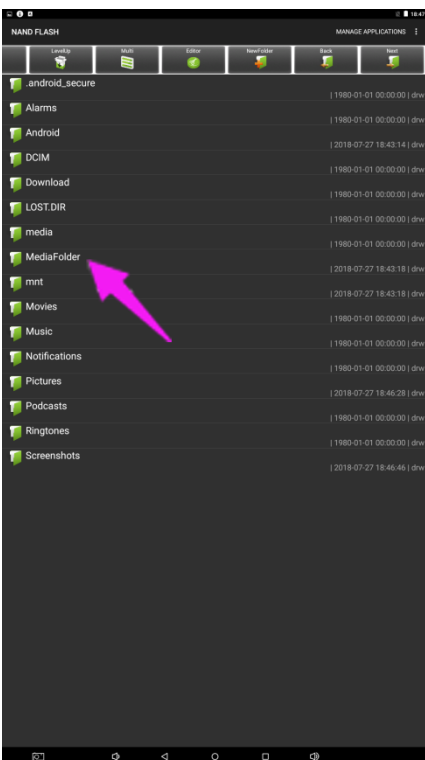 18:47
NAND FLASH MANAGE APPLICATIONS
LevelUp Multi Editor NewFolder Back Next
.android_secure
| 1980-01-01 00:00:00 | drw
Alarms
| 1980-01-01 00:00:00 | drw
Android
| 2018-07-27 18:43:14 | drw
DCIM
| 1980-01-01 00:00:00 | drw
Download
| 1980-01-01 00:00:00 | drw
LOST.DIR
| 1980-01-01 00:00:00 | drw
media
| 1980-01-01 00:00:00 | drw
MediaFolder
| 2018-07-27 18:43:18 | drw
mnt
| 2018-07-27 18:43:18 | drw
Movies
| 1980-01-01 00:00:00 | drw
Music
| 1980-01-01 00:00:00 | drw
Notifications
| 1980-01-01 00:00:00 | drw
Pictures
| 2018-07-27 18:46:28 | drw
Podcasts
| 1980-01-01 00:00:00 | drw
Ringtones
| 1980-01-01 00:00:00 | drw
Screenshots
| 2018-07-27 18:46:46 | drw